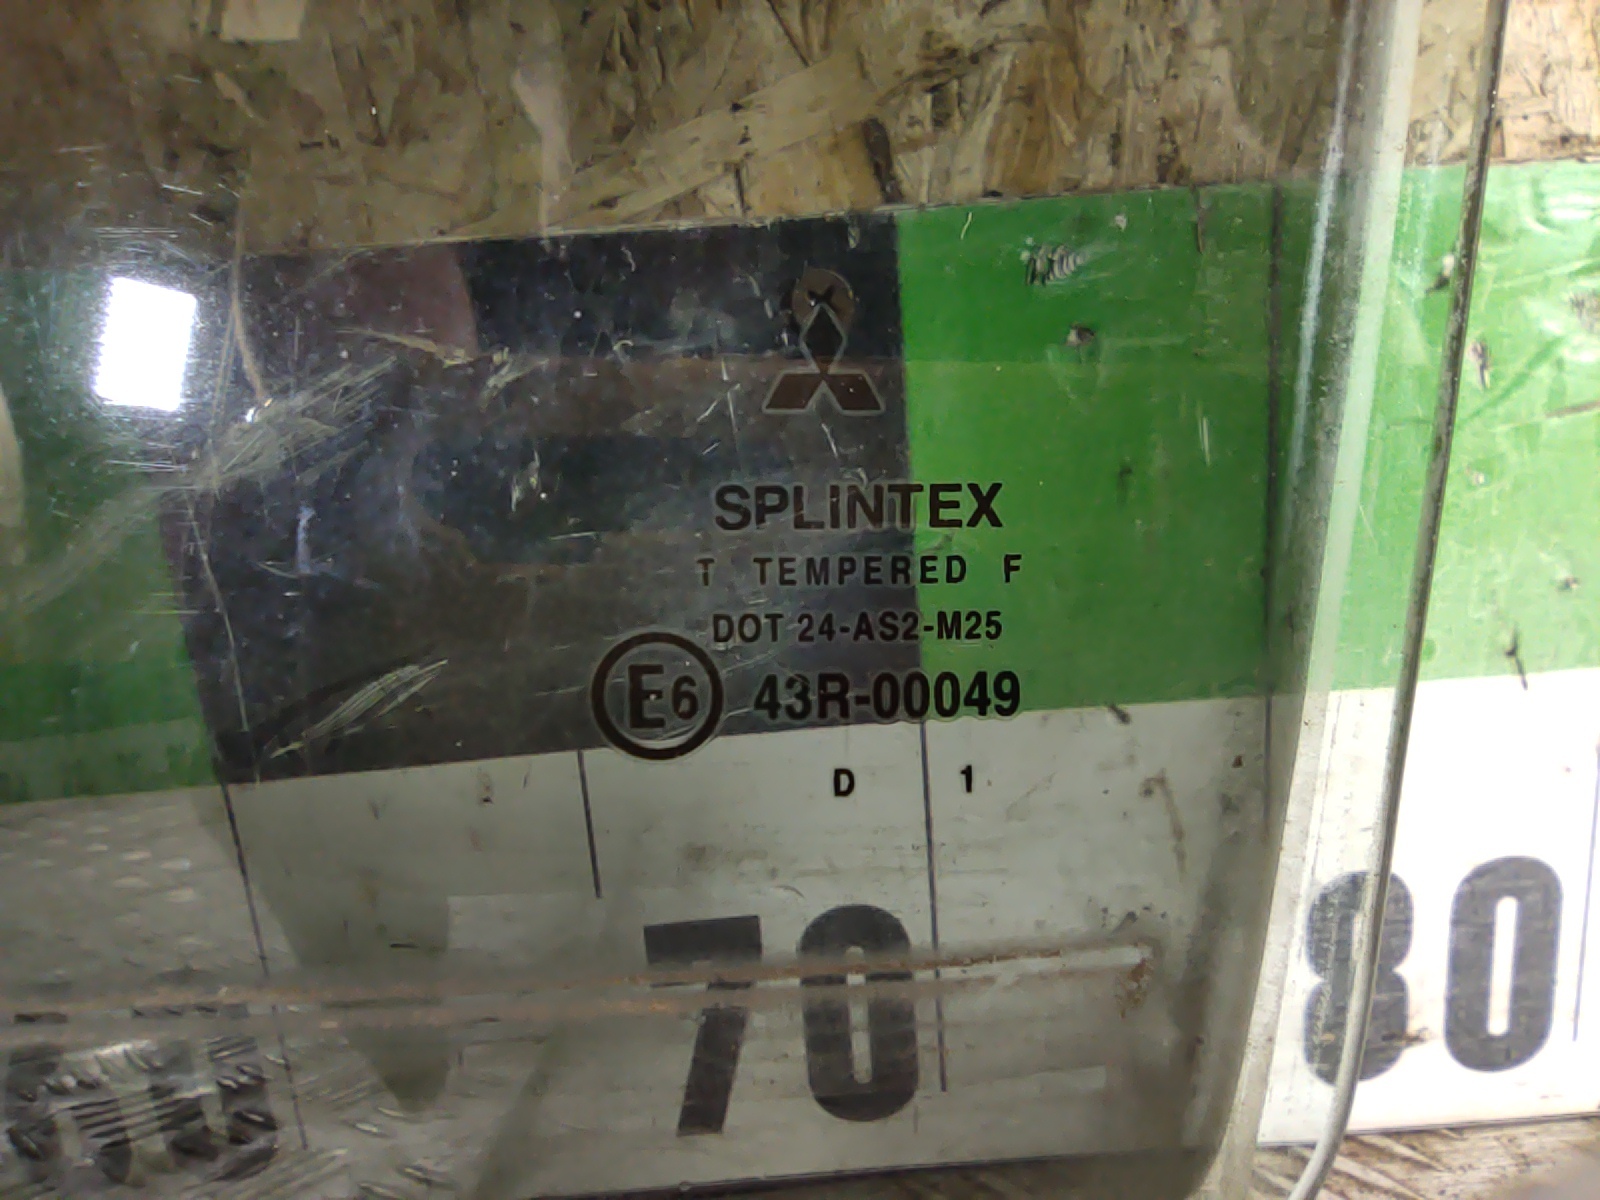 SPLINTEX
T TEMPERED F
DOT 24-AS2-M25
E6 43R-00049
D 1
70 80